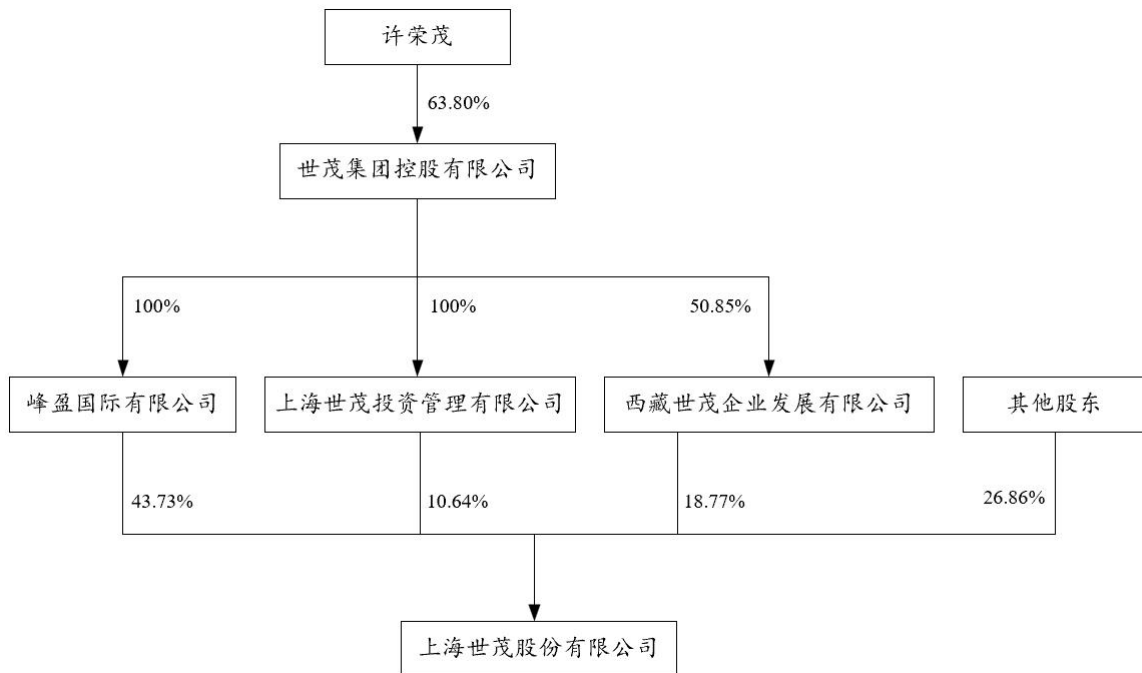 许荣茂
63.80%
世茂集团控股有限公司
100%
100%
50.85%
峰盈国际有限公司
上海世茂投资管理有限公司
西藏世茂企业发展有限公司
其他股东
43.73%
10.64%
18.77%
26.86%
上海世茂股份有限公司